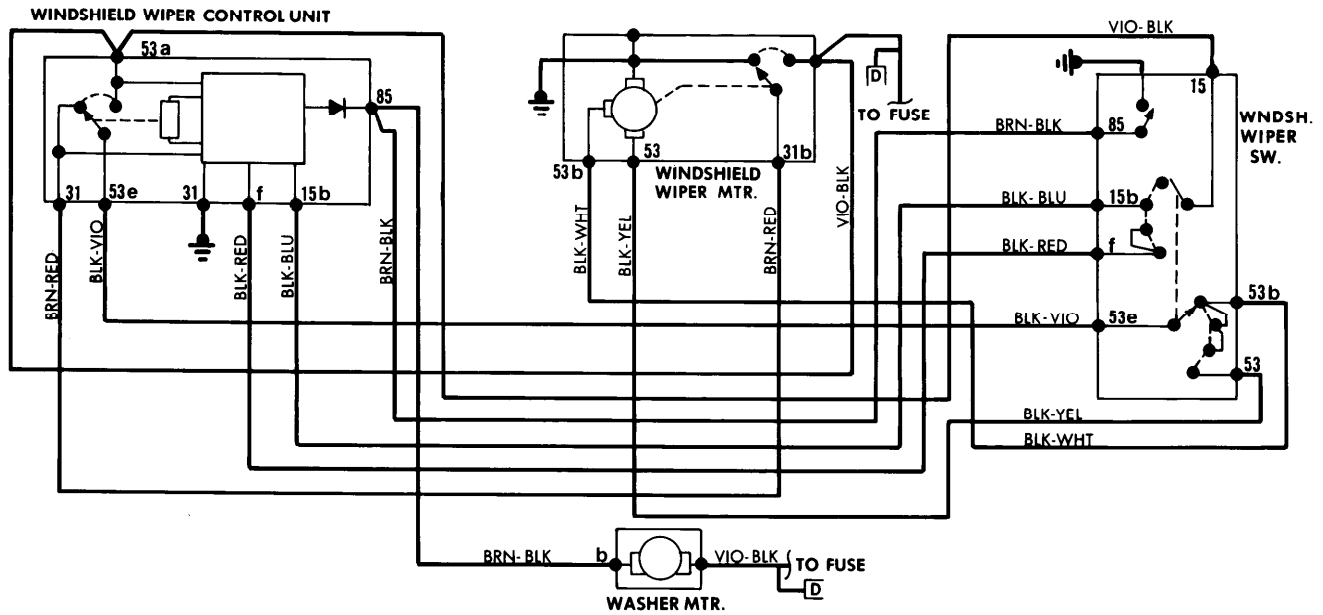 WINDSHIELD WIPER CONTROL UNIT
53a
85
31
53e
31
f
15b
BRN-RED
BLK-VIO
BLK-RED
BLK-BLU
BRN-BLK
53b
53
WINDSHIELD
WIPER MTR.
31b
BLK-WHT
BLK-YEL
BRN-RED
VIO-BLK
D
TO FUSE
VIO-BLK
15
WNDSH.
WIPER
SW.
BRN-BLK
85
BLK-BLU
15b
BLK-RED
f
BLK-VIO
53e
53b
53
BLK-YEL
BLK-WHT
BRN-BLK
b
VIO-BLK
TO FUSE
D
WASHER MTR.